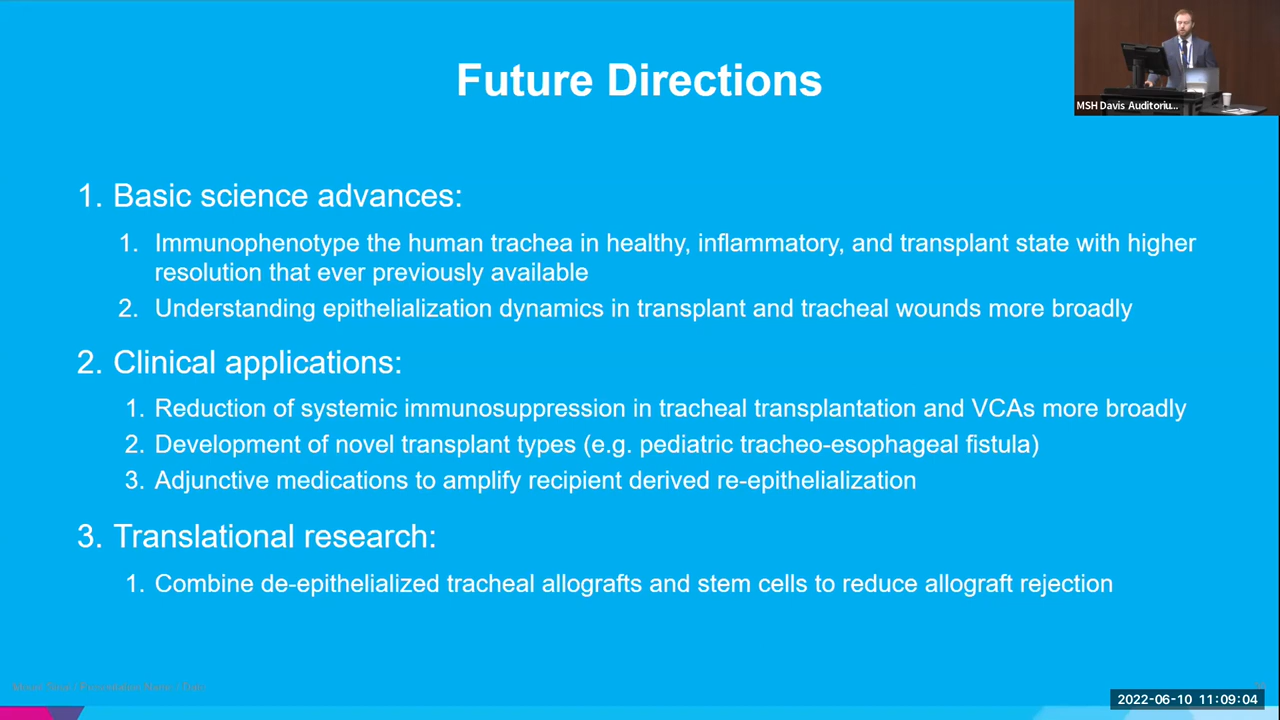 Future Directions
MSH Davis Auditoriu...
1. Basic science advances:
1. Immunophenotype the human trachea in healthy, inflammatory, and transplant state with higher
resolution that ever previously available
2. Understanding epithelialization dynamics in transplant and tracheal wounds more broadly
2. Clinical applications:
1. Reduction of systemic immunosuppression in tracheal transplantation and VCAs more broadly
2. Development of novel transplant types (e.g. pediatric tracheo-esophageal fistula)
3. Adjunctive medications to amplify recipient derived re-epithelialization
3. Translational research:
1. Combine de-epithelialized tracheal allografts and stem cells to reduce allograft rejection
2022-06-10 11:09:04